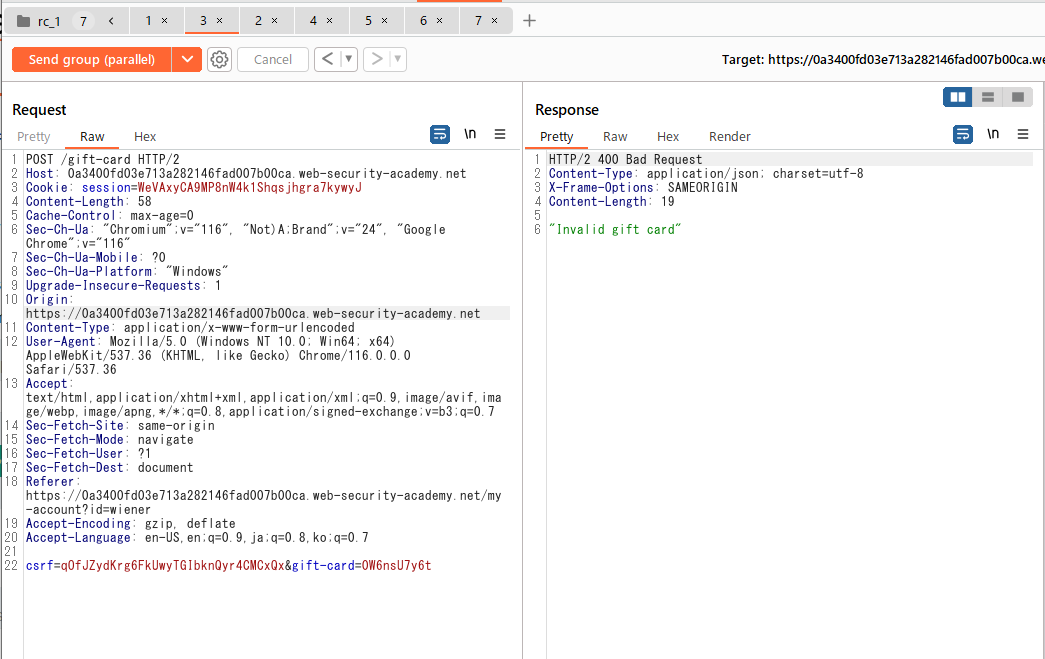 rc_1 7 < 1 × 3 × 2 × 4 × 5 × 6 × 7 × +
Send group (parallel) Cancel < ▼ > ▼ Target: https://0a3400fd03e713a282146fad007b00ca.we
Request
Pretty Raw Hex \n
1 POST /gift-card HTTP/2
2 Host: 0a3400fd03e713a282146fad007b00ca.web-security-academy.net
3 Cookie: session=WeVAxyCA9MP8nW4k1Shqsjhgra7kywyJ
4 Content-Length: 58
5 Cache-Control: max-age=0
6 Sec-Ch-Ua: "Chromium";v="116", "Not)A;Brand";v="24", "Google
Chrome";v="116"
7 Sec-Ch-Ua-Mobile: ?0
8 Sec-Ch-Ua-Platform: "Windows"
9 Upgrade-Insecure-Requests: 1
10 Origin:
https://0a3400fd03e713a282146fad007b00ca.web-security-academy.net
11 Content-Type: application/x-www-form-urlencoded
12 User-Agent: Mozilla/5.0 (Windows NT 10.0; Win64; x64)
AppleWebKit/537.36 (KHTML, like Gecko) Chrome/116.0.0.0
Safari/537.36
13 Accept:
text/html,application/xhtml+xml,application/xml;q=0.9,image/avif,ima
ge/webp,image/apng,*/*;q=0.8,application/signed-exchange;v=b3;q=0.7
14 Sec-Fetch-Site: same-origin
15 Sec-Fetch-Mode: navigate
16 Sec-Fetch-User: ?1
17 Sec-Fetch-Dest: document
18 Referer:
https://0a3400fd03e713a282146fad007b00ca.web-security-academy.net/my
-account?id=wiener
19 Accept-Encoding: gzip, deflate
20 Accept-Language: en-US,en;q=0.9,ja;q=0.8,ko;q=0.7
21
22 csrf=qOfJZydKrg6FkUwyTGIbknQyr4CMCxQx&gift-card=OW6nsU7y6t
Response
Pretty Raw Hex Render \n
1 HTTP/2 400 Bad Request
2 Content-Type: application/json; charset=utf-8
3 X-Frame-Options: SAMEORIGIN
4 Content-Length: 19
5
6 "Invalid gift card"